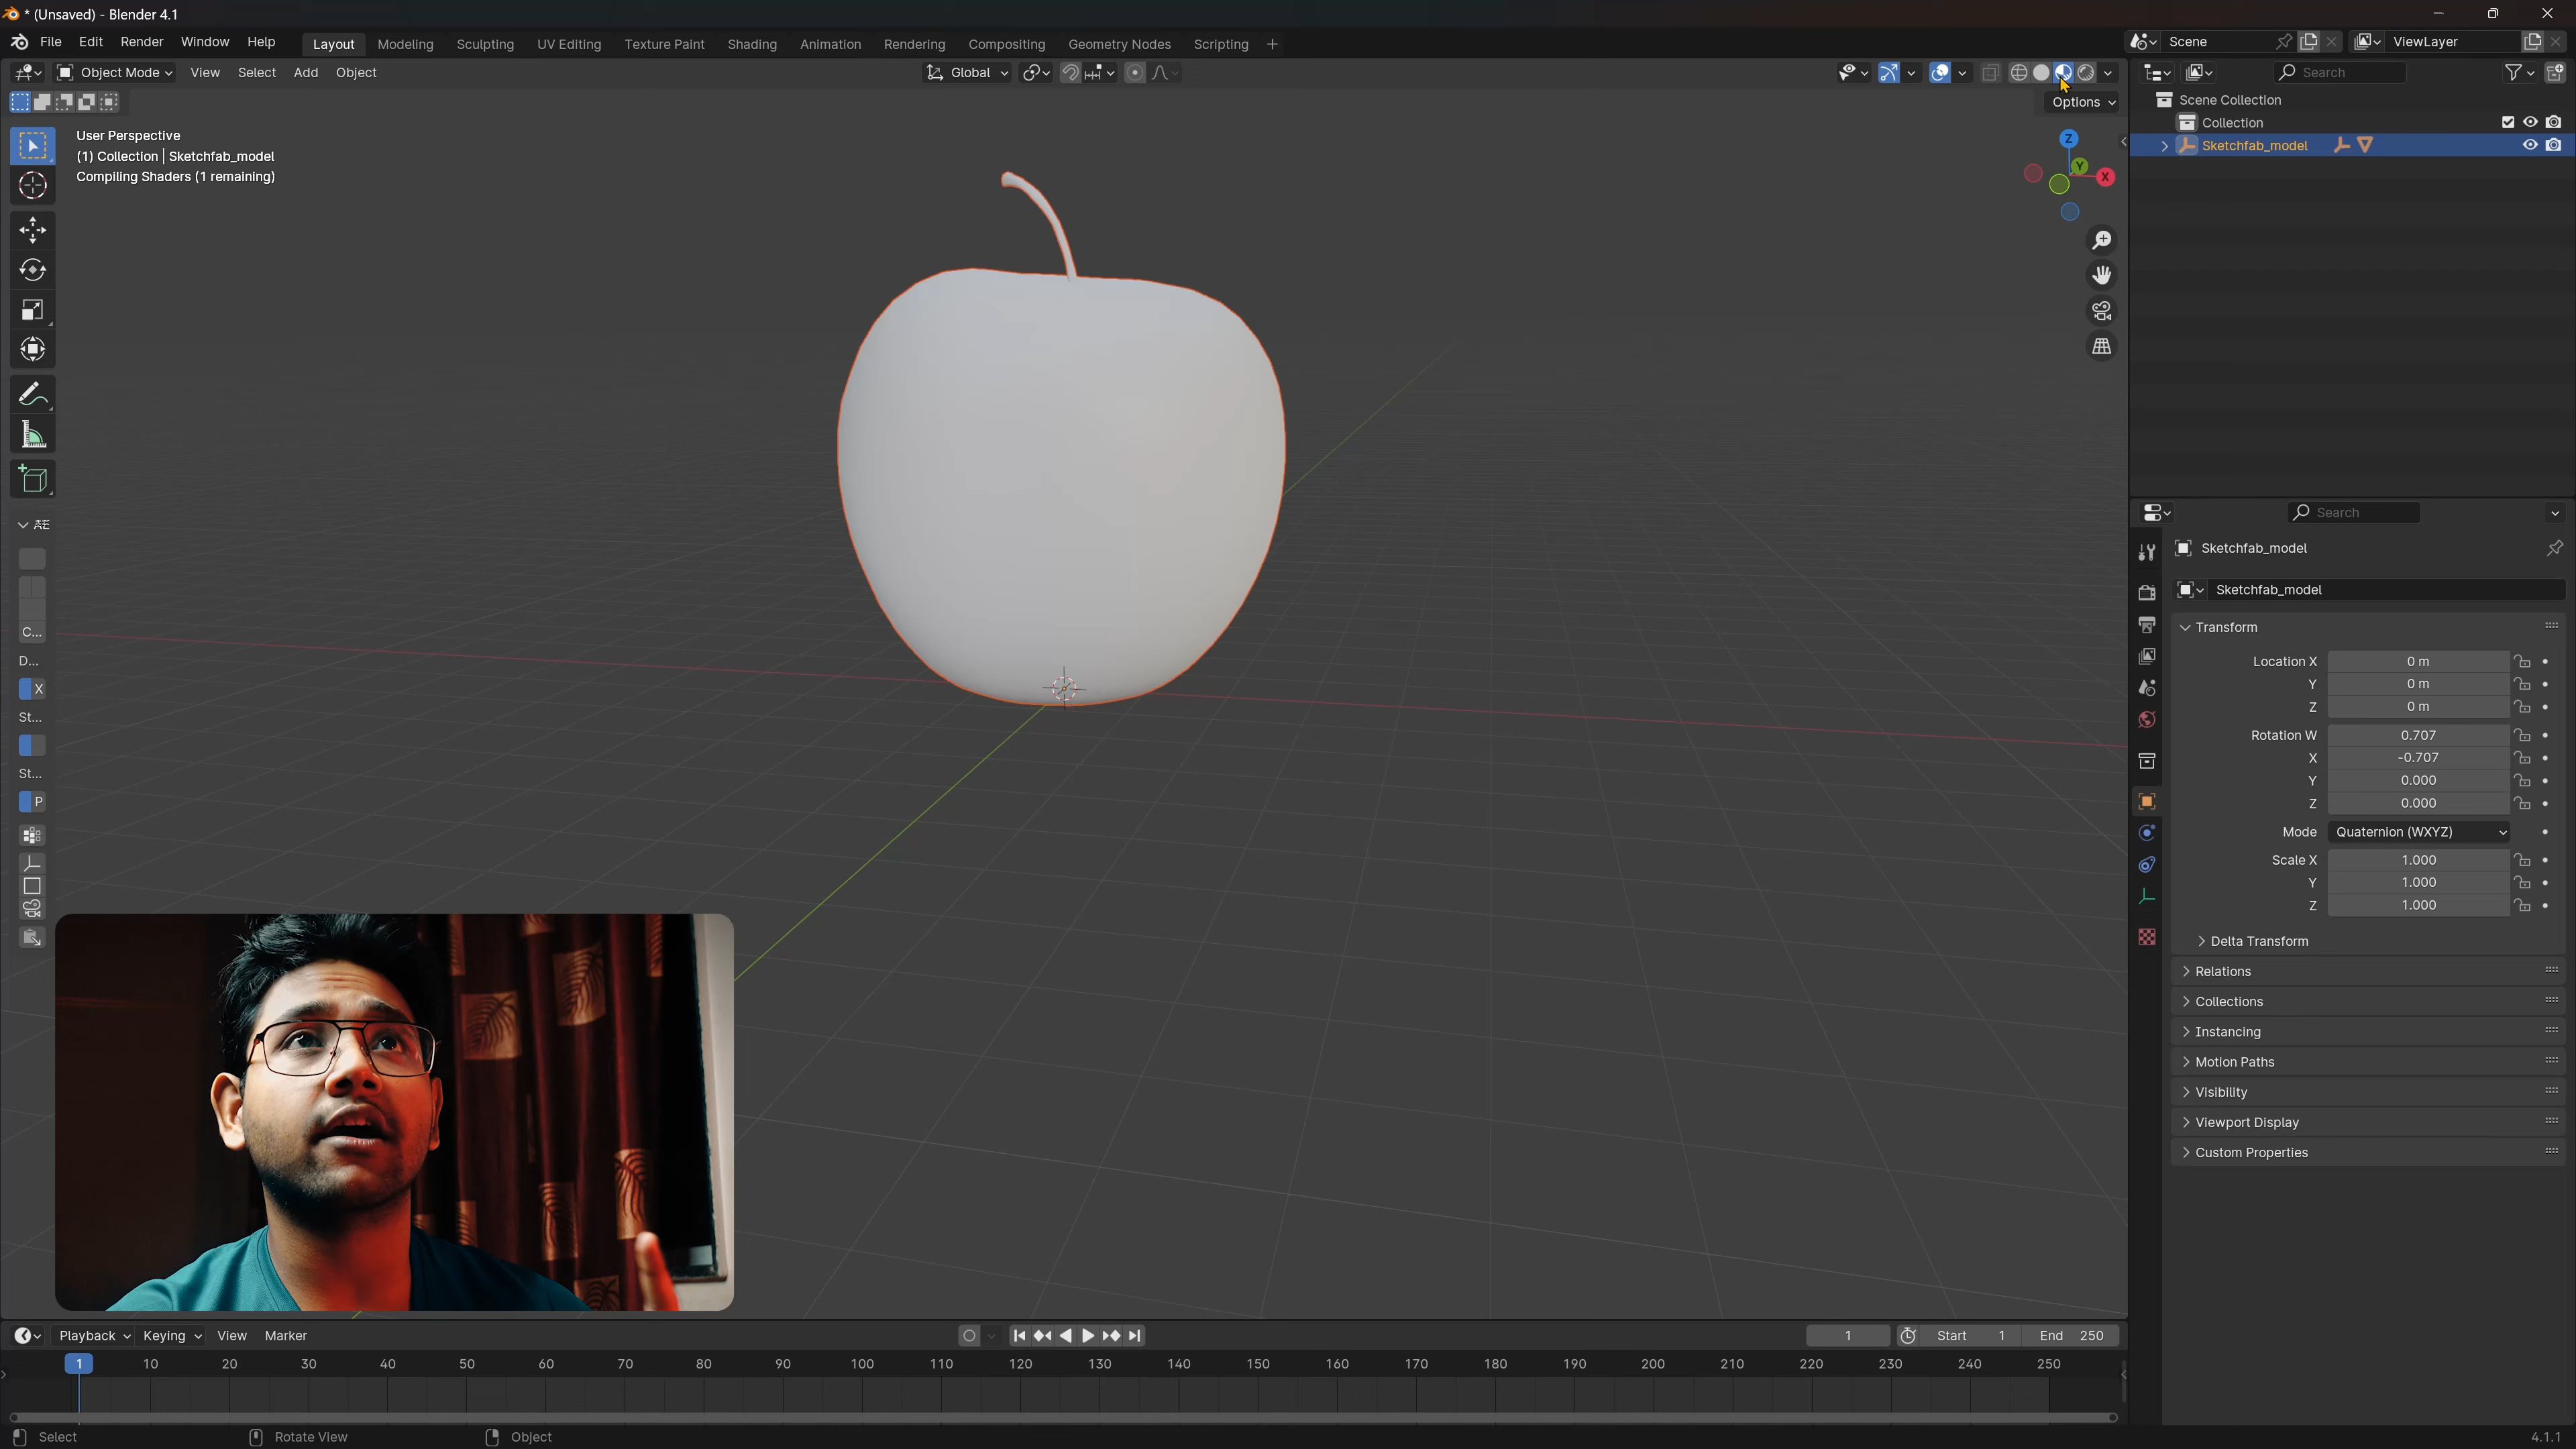 * (Unsaved) - Blender 4.1
File Edit Render Window Help Layout Modeling Sculpting UV Editing Texture Paint Shading Animation Rendering Compositing Geometry Nodes Scripting + Scene ViewLayer
Object Mode View Select Add Object Global Search
Options
User Perspective
(1) Collection | Sketchfab_model
Compiling Shaders (1 remaining)
Z
Y
X
Scene Collection
Collection
Sketchfab_model
AE
C...
D...
X
St...
St...
P
Search
Sketchfab_model
Sketchfab_model
Transform
Location X 0 m
Y 0 m
Z 0 m
Rotation W 0.707
X -0.707
Y 0.000
Z 0.000
Mode Quaternion (WXYZ)
Scale X 1.000
Y 1.000
Z 1.000
Delta Transform
Relations
Collections
Instancing
Motion Paths
Visibility
Viewport Display
Custom Properties
Playback Keying View Marker 1 Start 1 End 250
1 10 20 30 40 50 60 70 80 90 100 110 120 130 140 150 160 170 180 190 200 210 220 230 240 250
Select Rotate View Object 4.1.1